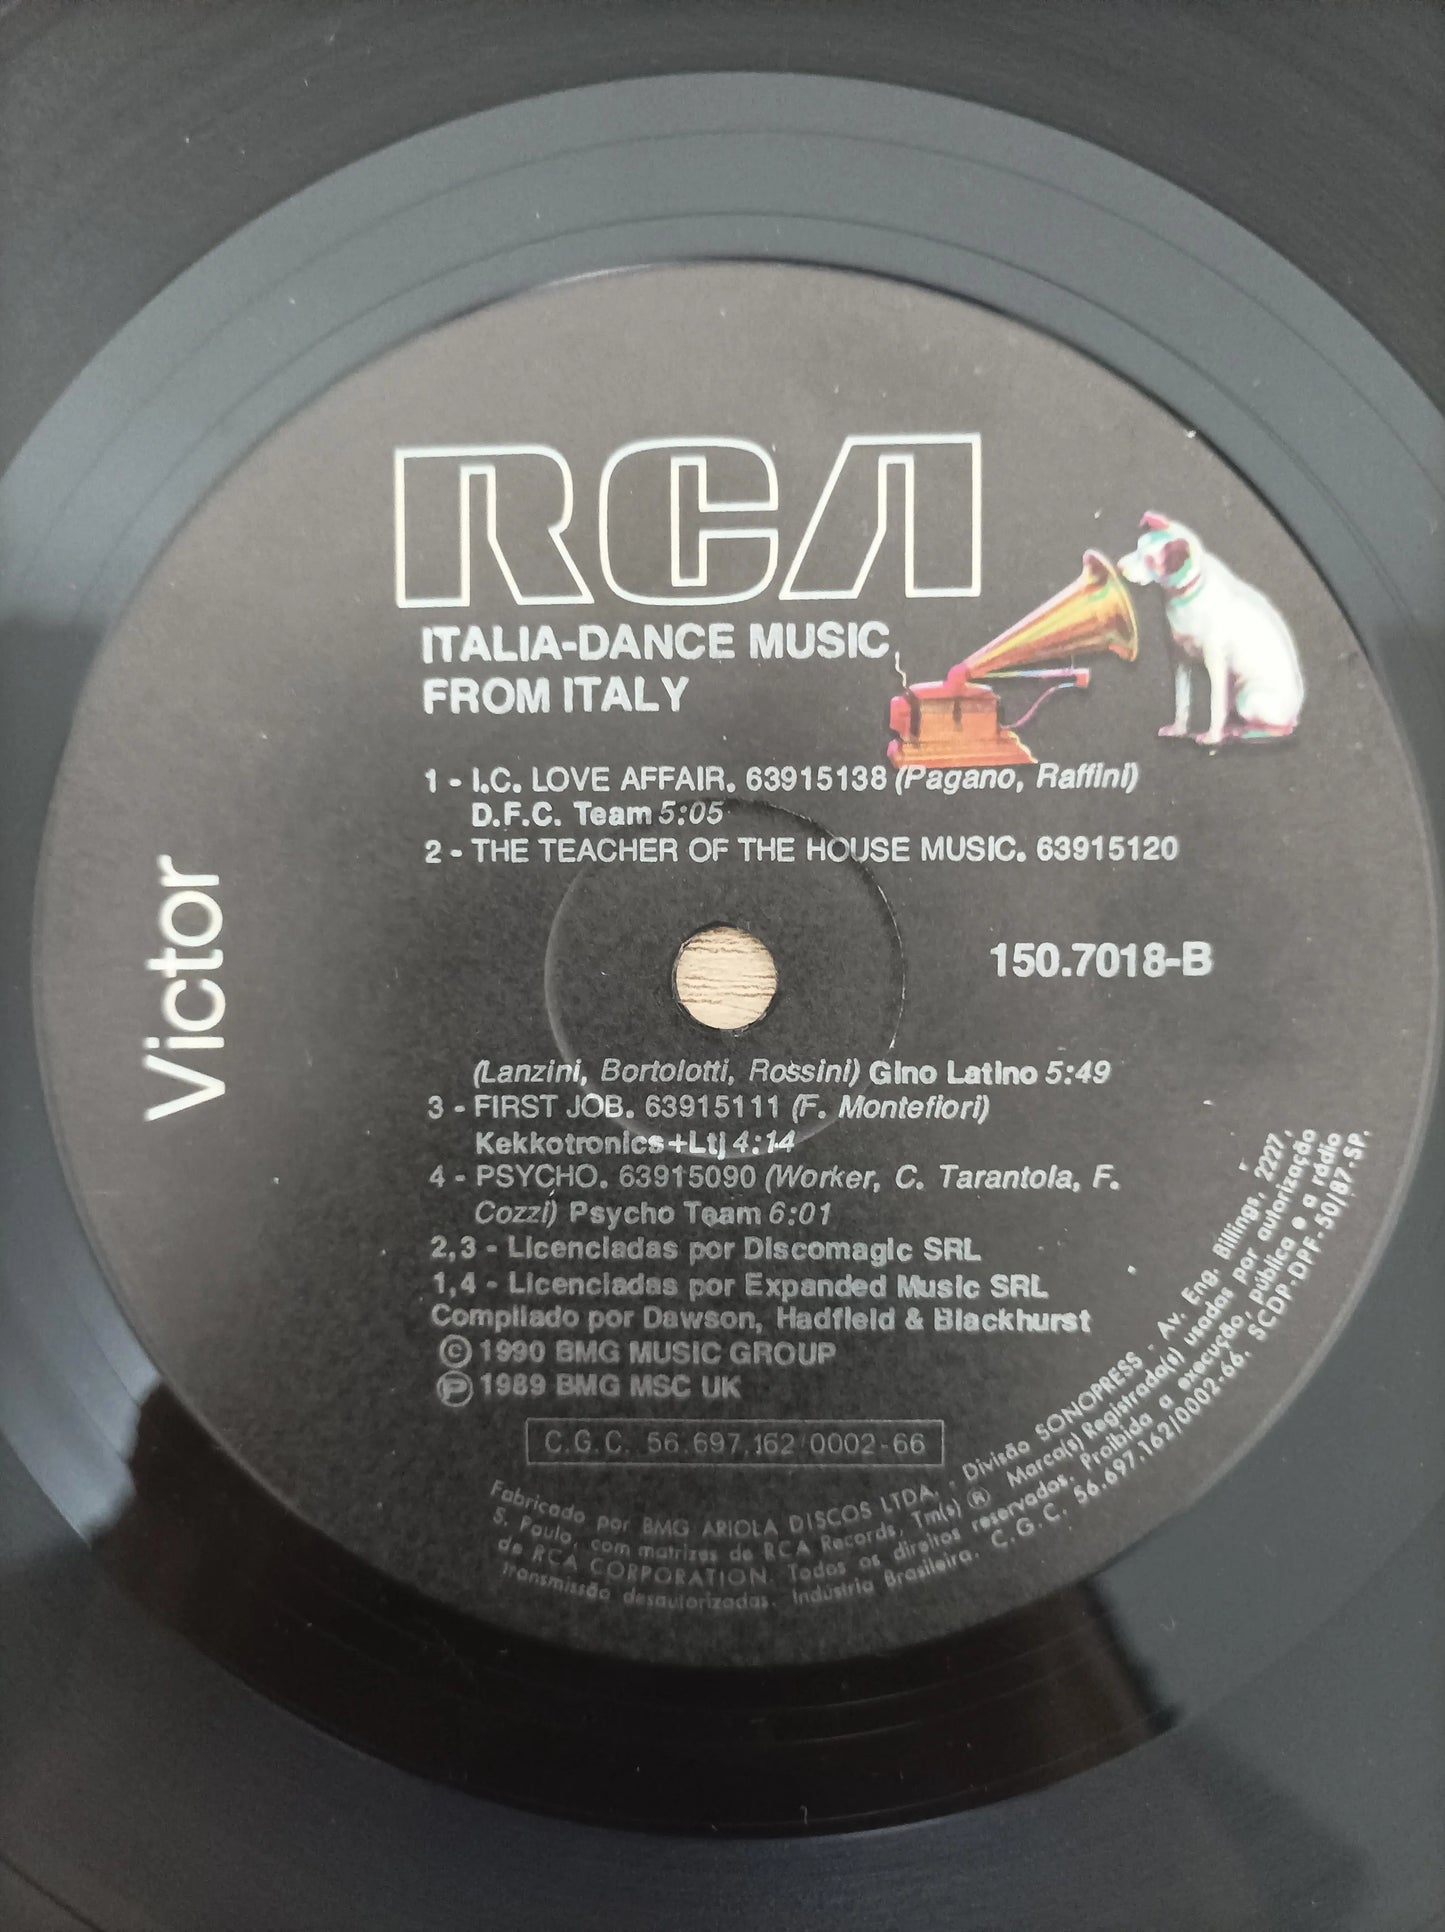 RCA
ITALIA-DANCE MUSIC
FROM ITALY
1 - I.C. LOVE AFFAIR. 63915138 (Pagano, Raffini)
D.F.C. Team 5:05
2 - THE TEACHER OF THE HOUSE MUSIC. 63915120
Victor
150.7018-B
(Lanzini, Bortolotti, Rossini) Gino Latino 5:49
3 - FIRST JOB. 63915111 (F. Montefiori)
Kekkotronics+Ltj 4:14
4 - PSYCHO. 63915090 (Worker, C. Tarantola, F.
Cozzi) Psycho Team 6:01
2,3 - Licenciadas por Discomagic SRL
1,4 - Licenciadas por Expanded Music SRL
Compilado por Dawson, Hadfield & Blackhurst
© 1990 BMG MUSIC GROUP
℗ 1989 BMG MSC UK
C.G.C. 56.697.162/0002-66
Fabricado por BMG ARIOLA DISCOS LTDA. - Divisão SONOPRESS . Av. Eng. Billings, 2227,
S. Paulo, com matrizes de RCA Records, Tm(s) ® Marca(s) Registrada(s) usadas por autorização
de RCA CORPORATION. Todos os direitos reservados. Proibida a execução, pública e a rádio
transmissão desautorizadas. Indústria Brasileira. C.G.C. 56.697.162/0002-66. SCDP-DPF-50/87-SP.